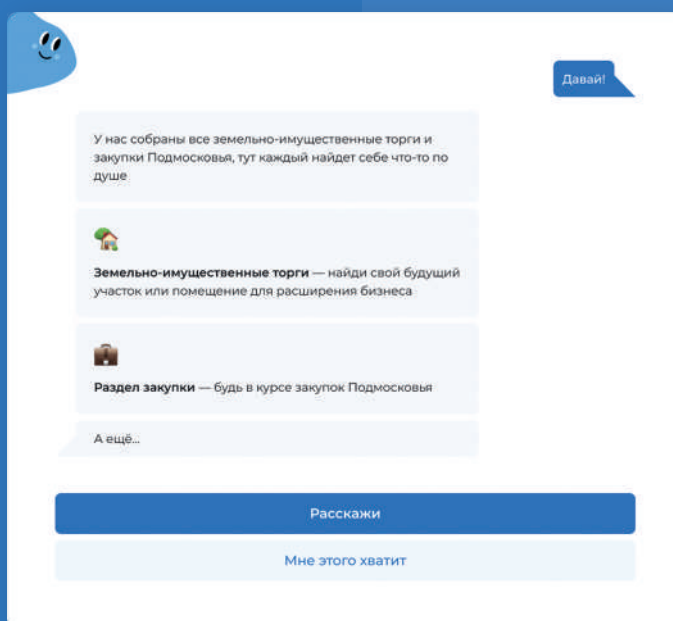 Давай!
У нас собраны все земельно-имущественные торги и
закупки Подмосковья, тут каждый найдет себе что-то по
душе
Земельно-имущественные торги — найди свой будущий
участок или помещение для расширения бизнеса
Раздел закупки — будь в курсе закупок Подмосковья
А ещё...
Расскажи
Мне этого хватит